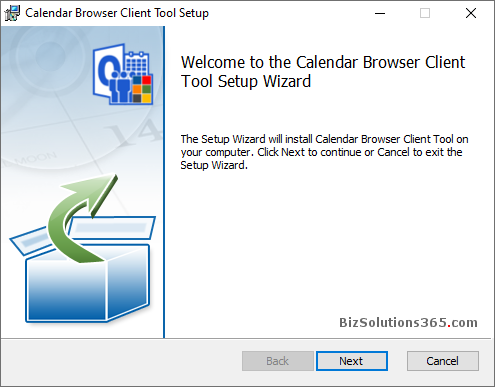 Calendar Browser Client Tool Setup
Welcome to the Calendar Browser Client
Tool Setup Wizard
The Setup Wizard will install Calendar Browser Client Tool on
your computer. Click Next to continue or Cancel to exit the
Setup Wizard.
MOON
14
BizSolutions365.com
Back
Next
Cancel